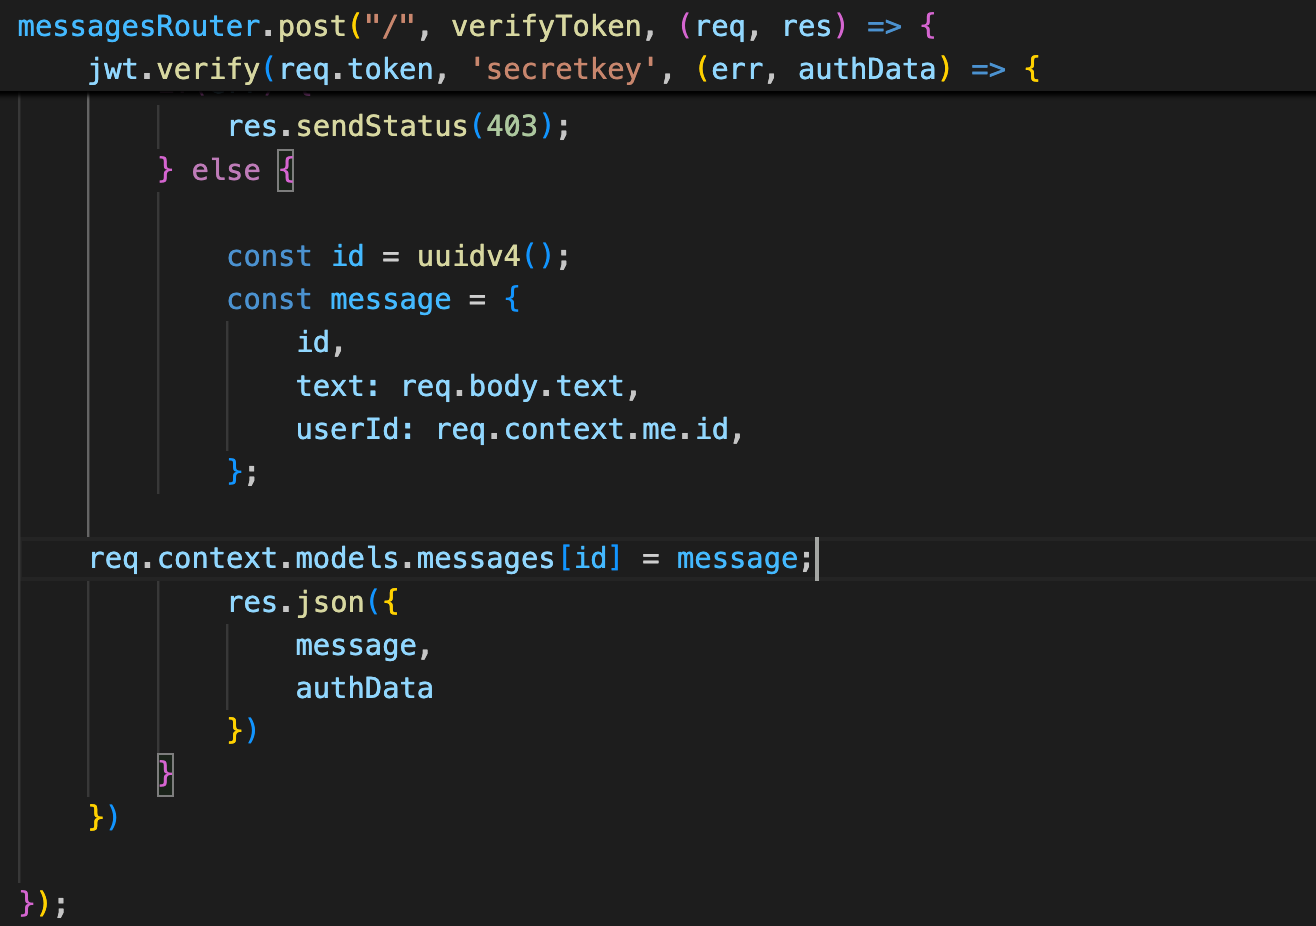 messagesRouter.post("/", verifyToken, (req, res) => {
    jwt.verify(req.token, 'secretkey', (err, authData) => {
            res.sendStatus(403);
        } else {
            const id = uuidv4();
            const message = {
                id,
                text: req.body.text,
                userId: req.context.me.id,
            };
    req.context.models.messages[id] = message;
            res.json({
                message,
                authData
            })
        }
    })
});